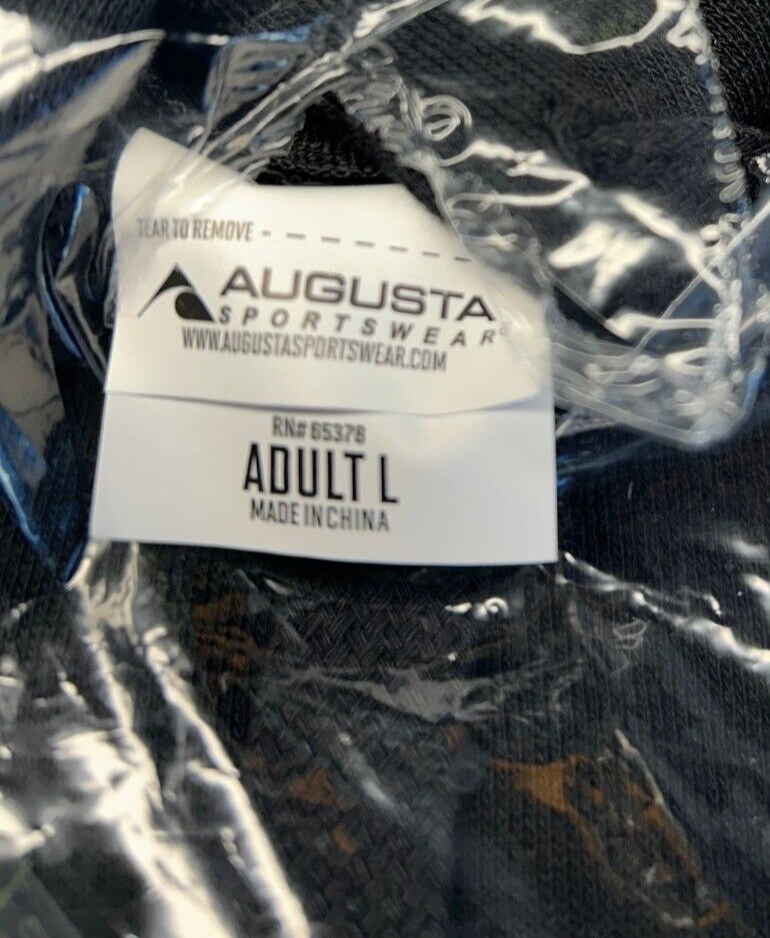 TEAR TO REMOVE
AUGUSTA
SPORTSWEAR®
WWW.AUGUSTASPORTSWEAR.COM
RN# 65378
ADULT L
MADE IN CHINA